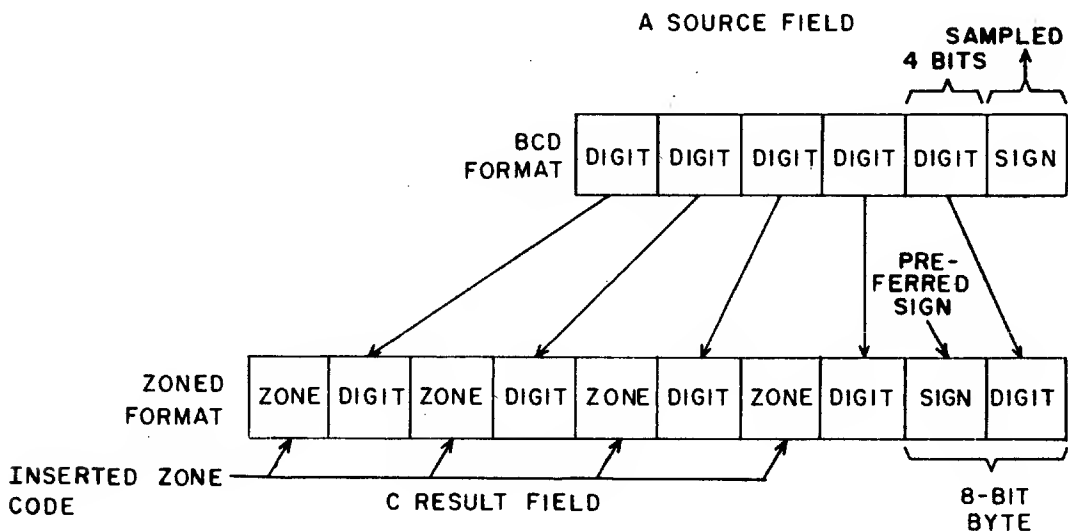 A SOURCE FIELD
SAMPLED
4 BITS
BCD
FORMAT
DIGIT DIGIT DIGIT DIGIT DIGIT SIGN
PRE-
FERRED
SIGN
ZONED
FORMAT
ZONE DIGIT ZONE DIGIT ZONE DIGIT ZONE DIGIT SIGN DIGIT
INSERTED ZONE
CODE
C RESULT FIELD
8-BIT
BYTE